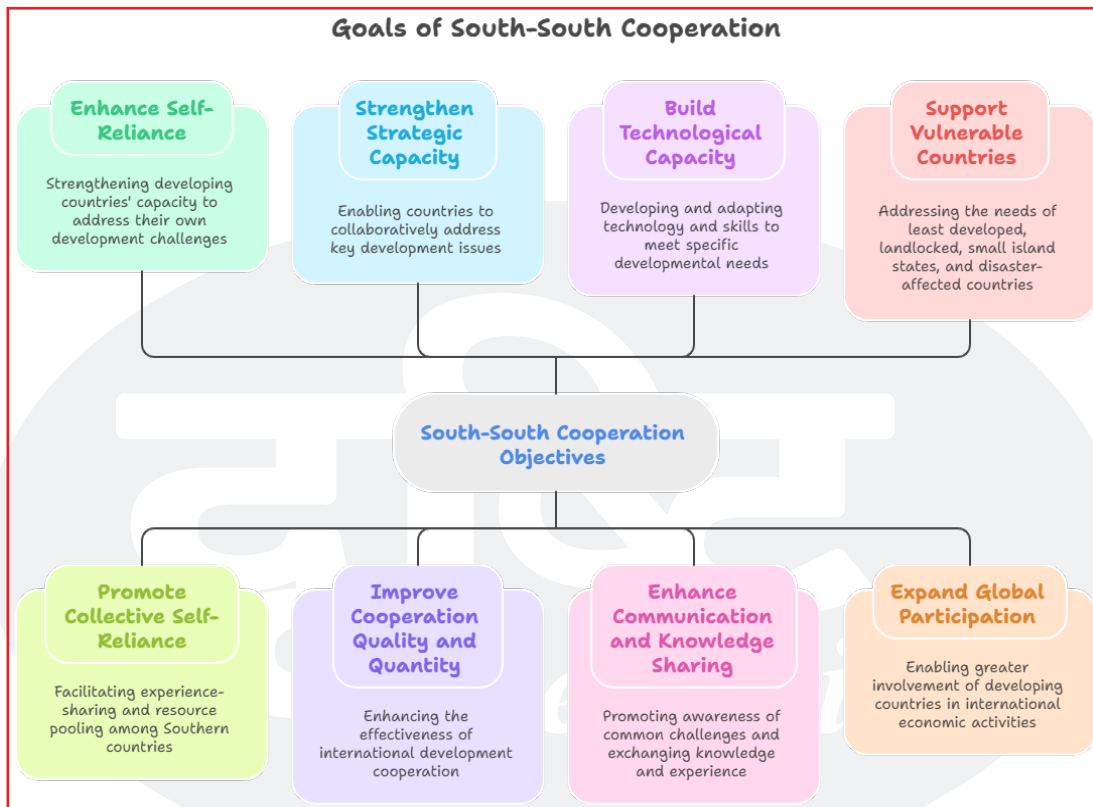 Goals of South-South Cooperation
Enhance Self-
Reliance
Strengthening developing
countries' capacity to
address their own
development challenges
Strengthen
Strategic
Capacity
Enabling countries to
collaboratively address
key development issues
Build
Technological
Capacity
Developing and adapting
technology and skills to
meet specific
developmental needs
Support
Vulnerable
Countries
Addressing the needs of
least developed,
landlocked, small island
states, and disaster-
affected countries
South-South Cooperation
Objectives
Promote
Collective Self-
Reliance
Facilitating experience-
sharing and resource
pooling among Southern
countries
Improve
Cooperation
Quality and
Quantity
Enhancing the
effectiveness of
international development
cooperation
Enhance
Communication
and Knowledge
Sharing
Promoting awareness of
common challenges and
exchanging knowledge
and experience
Expand Global
Participation
Enabling greater
involvement of developing
countries in international
economic activities